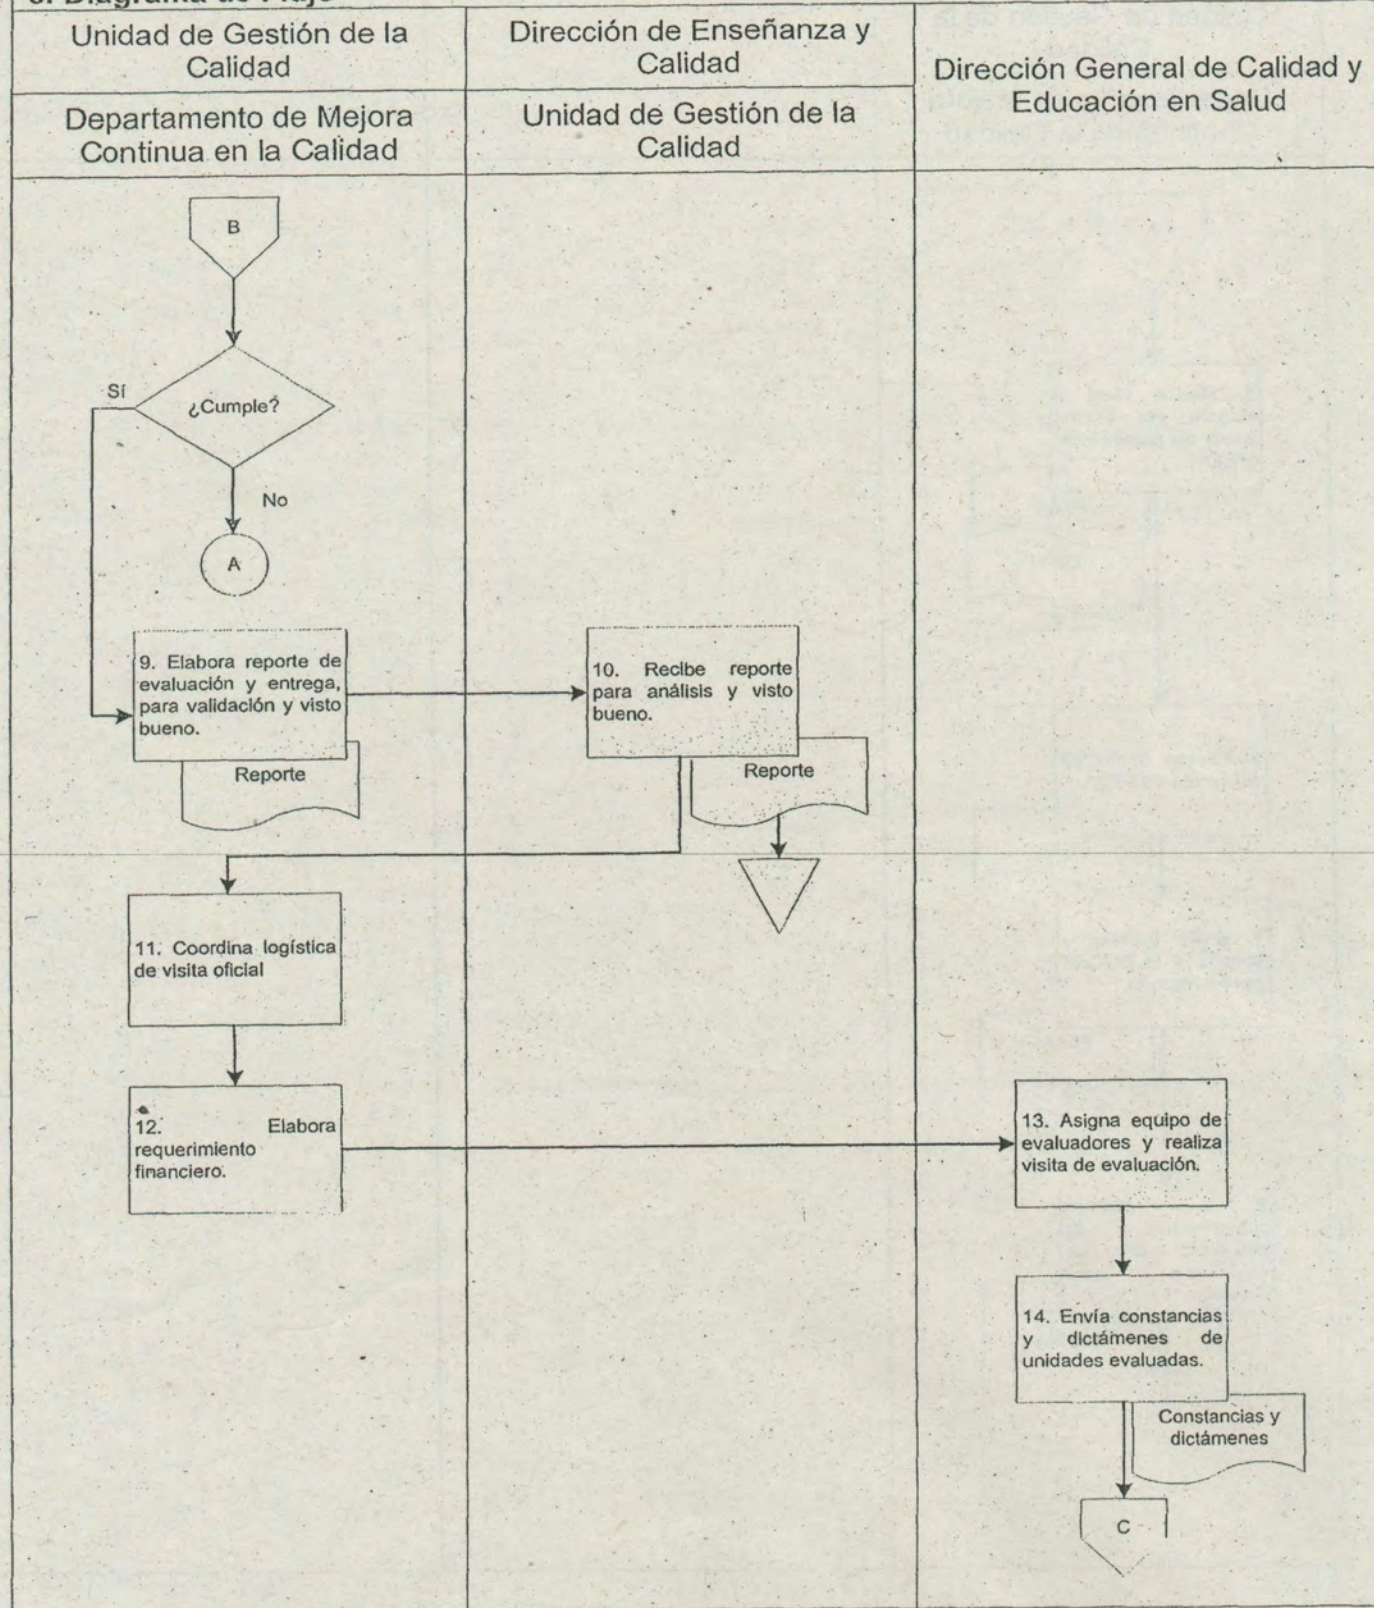 Unidad de Gestión de la
Calidad
Dirección de Enseñanza y
Calidad
Dirección General de Calidad y
Educación en Salud
Departamento de Mejora
Continua en la Calidad
Unidad de Gestión de la
Calidad
B
Sí
¿Cumple?
No
A
9. Elabora reporte de
evaluación y entrega,
para validación y visto
bueno.
Reporte
10. Recibe reporte
para análisis y visto
bueno.
Reporte
11. Coordina logística
de visita oficial
12. Elabora
requerimiento
financiero.
13. Asigna equipo de
evaluadores y realiza
visita de evaluación.
14. Envía constancias
y dictámenes de
unidades evaluadas.
Constancias y
dictámenes
C